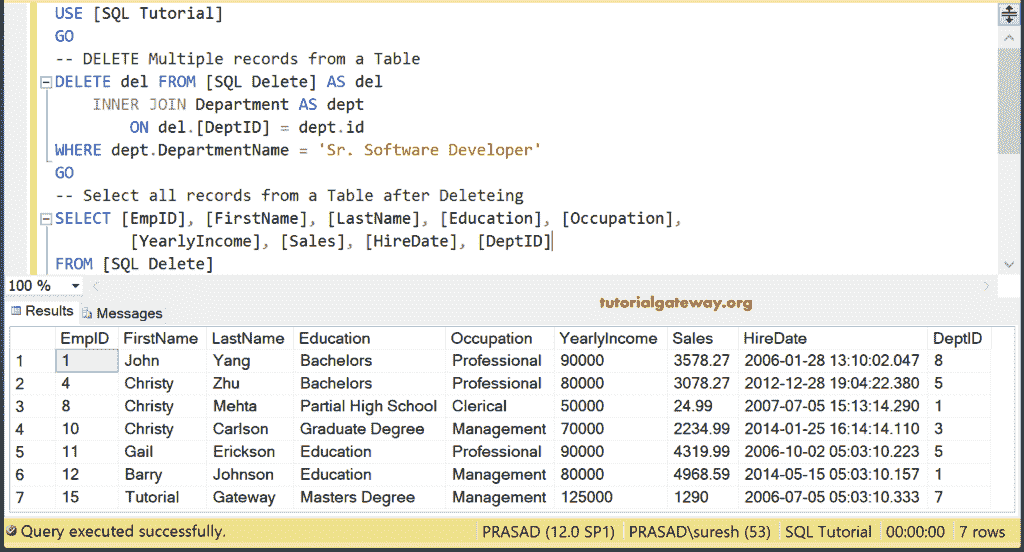 USE [SQL Tutorial]
GO
-- DELETE Multiple records from a Table
DELETE del FROM [SQL Delete] AS del
INNER JOIN Department AS dept
ON del.[DeptID] = dept.id
WHERE dept.DepartmentName = 'Sr. Software Developer'
GO
-- Select all records from a Table after Deleteing
SELECT [EmpID], [FirstName], [LastName], [Education], [Occupation],
[YearlyIncome], [Sales], [HireDate], [DeptID]
FROM [SQL Delete]
100 %
tutorialgateway.org
Results Messages
EmpID FirstName LastName Education Occupation YearlyIncome Sales HireDate DeptID
1 1 John Yang Bachelors Professional 90000 3578.27 2006-01-28 13:10:02.047 8
2 4 Christy Zhu Bachelors Professional 80000 3078.27 2012-12-28 19:04:22.380 5
3 8 Christy Mehta Partial High School Clerical 50000 24.99 2007-07-05 15:13:14.290 1
4 10 Christy Carlson Graduate Degree Management 70000 2234.99 2014-01-25 16:14:14.110 3
5 11 Gail Erickson Education Professional 90000 4319.99 2006-10-02 05:03:10.223 5
6 12 Barry Johnson Education Management 80000 4968.59 2014-05-15 05:03:10.157 1
7 15 Tutorial Gateway Masters Degree Management 125000 1290 2006-07-05 05:03:10.333 7
Query executed successfully. PRASAD (12.0 SP1) PRASAD\suresh (53) SQL Tutorial 00:00:00 7 rows